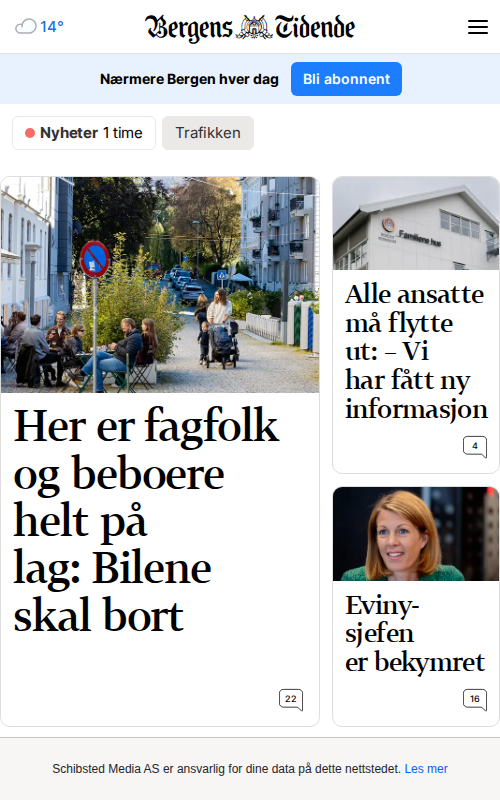 14°
Bergens Tidende
Nærmere Bergen hver dag
Bli abonnent
Nyheter 1 time
Trafikken
Her er fagfolk
og beboere
helt på
lag: Bilene
skal bort
22
Familiens hus
Alle ansatte
må flytte
ut: – Vi
har fått ny
informasjon
4
Eviny-
sjefen
er bekymret
16
Schibsted Media AS er ansvarlig for dine data på dette nettstedet. Les mer